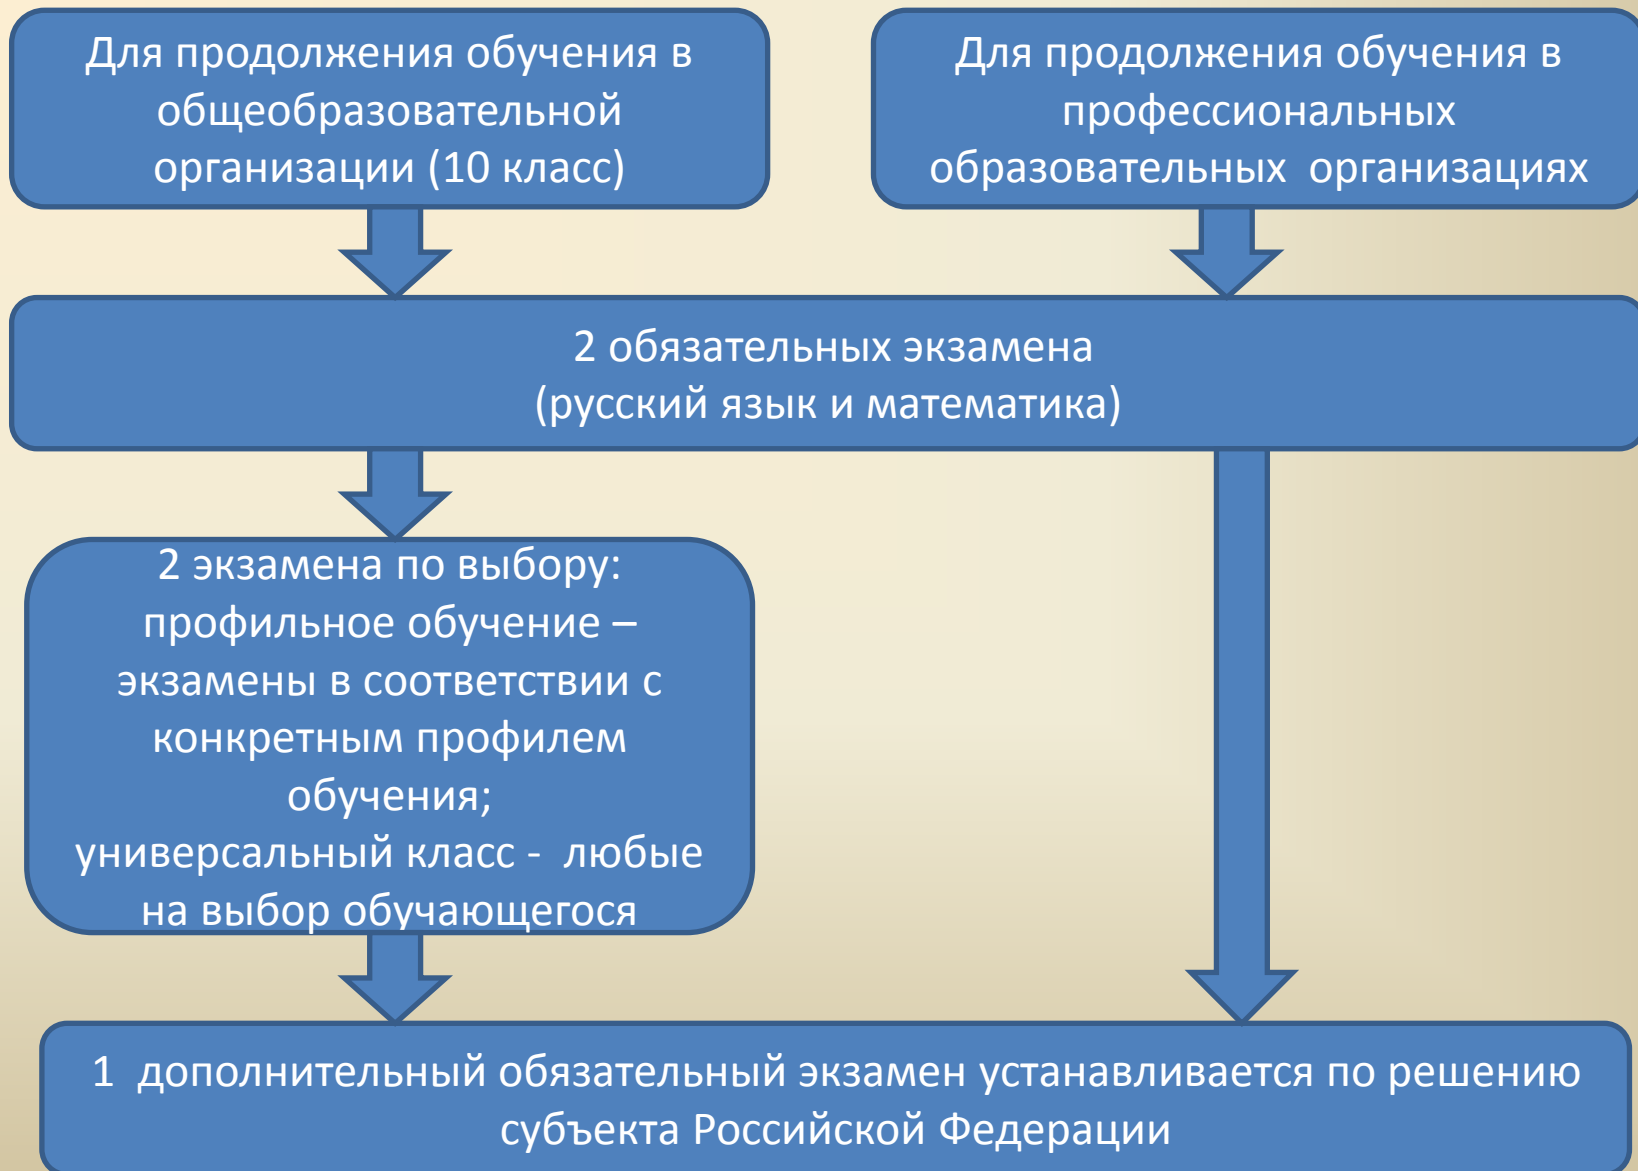 Для продолжения обучения в
общеобразовательной
организации (10 класс)
Для продолжения обучения в
профессиональных
образовательных  организациях
2 обязательных экзамена
(русский язык и математика)
2 экзамена по выбору:
профильное обучение –
экзамены в соответствии с
конкретным профилем
обучения;
универсальный класс -  любые
на выбор обучающегося
1  дополнительный обязательный экзамен устанавливается по решению
субъекта Российской Федерации